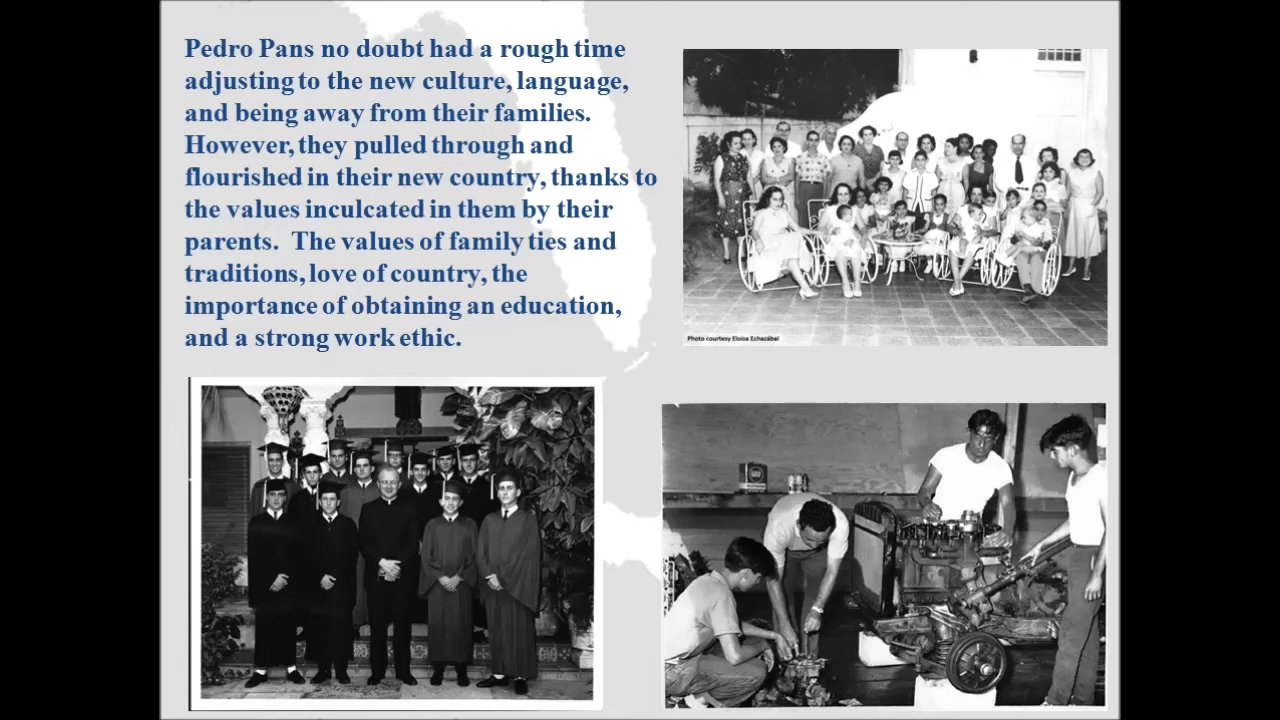 Pedro Pans no doubt had a rough time
adjusting to the new culture, language,
and being away from their families.
However, they pulled through and
flourished in their new country, thanks to
the values inculcated in them by their
parents. The values of family ties and
traditions, love of country, the
importance of obtaining an education,
and a strong work ethic.
Photo courtesy Eloísa Echazábal